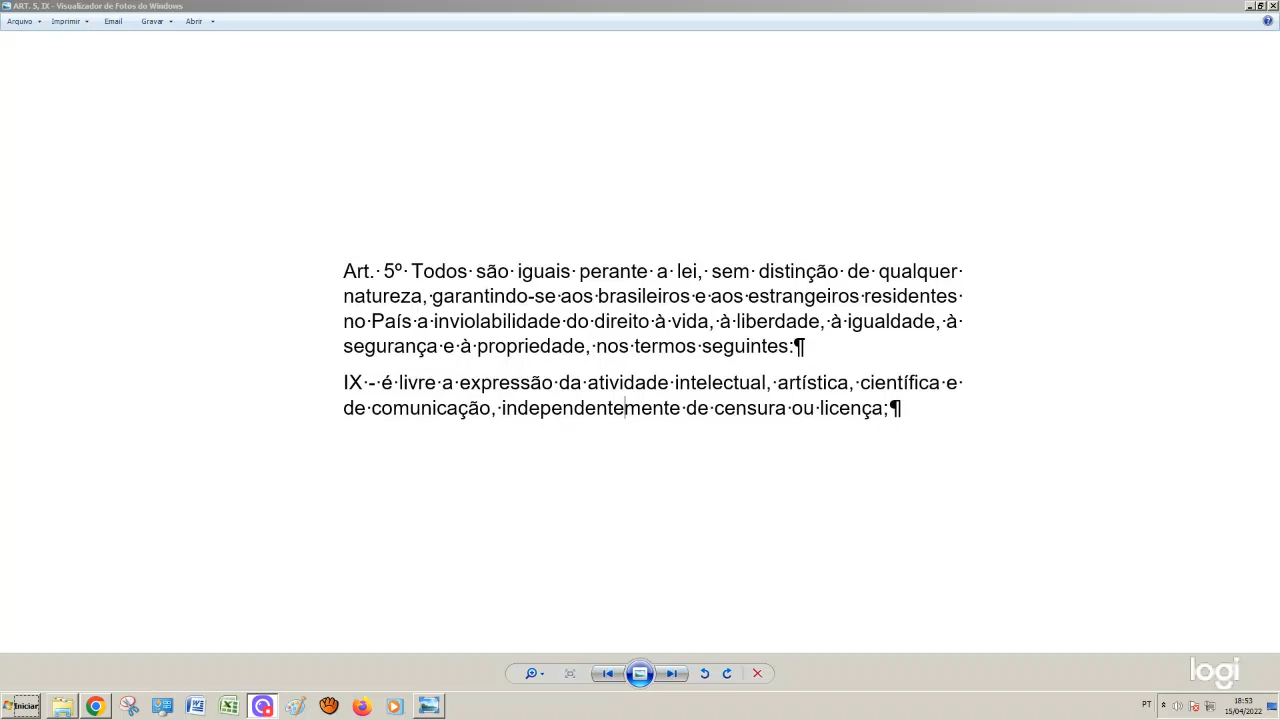 ART. 5, IX - Visualizador de Fotos do Windows
Arquivo Imprimir Email Gravar Abrir
Art. 5º Todos são iguais perante a lei, sem distinção de qualquer
natureza, garantindo-se aos brasileiros e aos estrangeiros residentes
no País a inviolabilidade do direito à vida, à liberdade, à igualdade, à
segurança e à propriedade, nos termos seguintes:¶
IX - é livre a expressão da atividade intelectual, artística, científica e
de comunicação, independentemente de censura ou licença;¶
logi
Iniciar
PT
18:53
15/04/2022